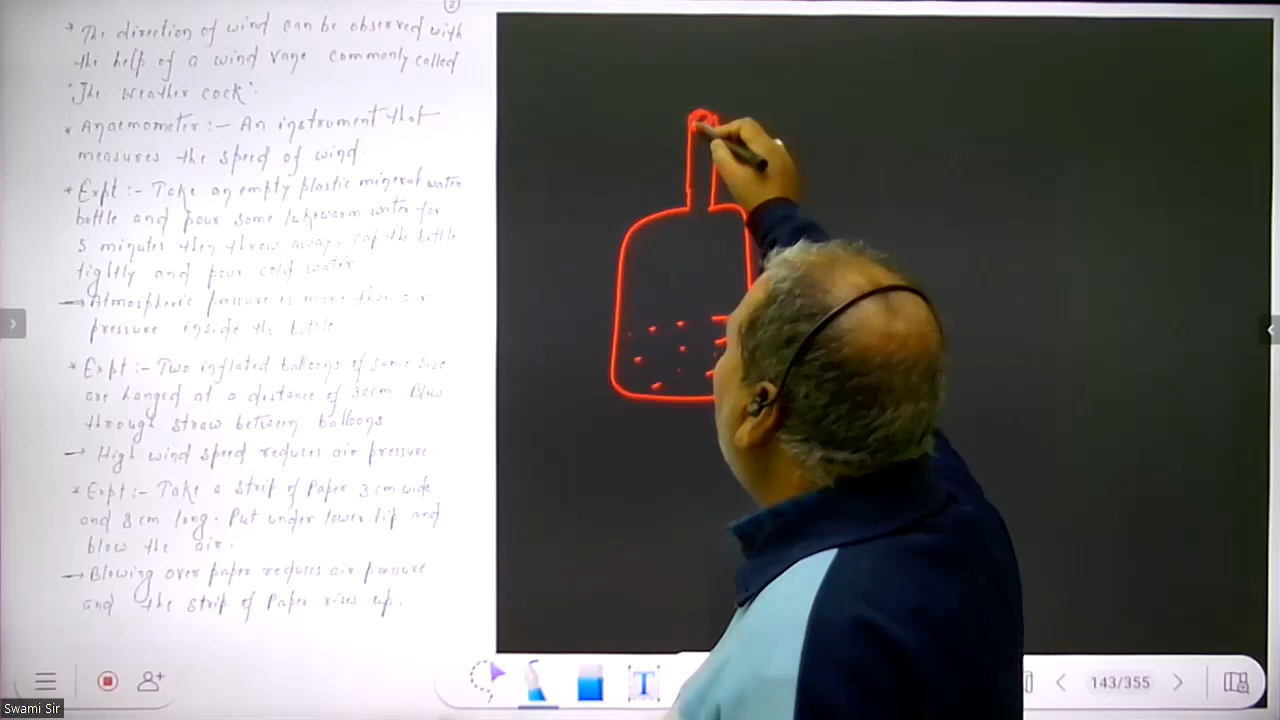 2
* The direction of wind can be observed with
the help of a wind vane commonly called
"The weather cock".
* Anaemometer :- An instrument that
measures the speed of wind.
* Expt :- Take an empty plastic mineral water
bottle and pour some lukewarm water for
5 minutes then throw away. cap the bottle
tightly and pour cold water
→ Atmospheric pressure is more than air
pressure inside the bottle
* Expt :- Two inflated balloons of same size
are hanged at a distance of 30cm Blow
through straw between balloons
→ High wind speed reduces air pressure
* Expt :- Take a strip of Paper 3cm wide
and 8cm long. Put under lower lip and
blow the air.
→ Blowing over paper reduces air pressure
and the strip of Paper rises up.
T
143/355
Swami Sir